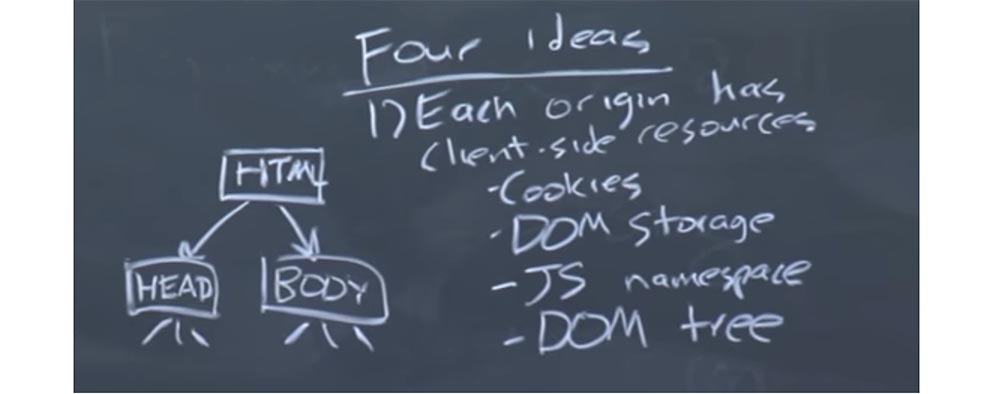 Four ideas
1) Each origin has
client-side resources
-Cookies
-DOM storage
-JS namespace
-DOM tree
HTML
HEAD
BODY